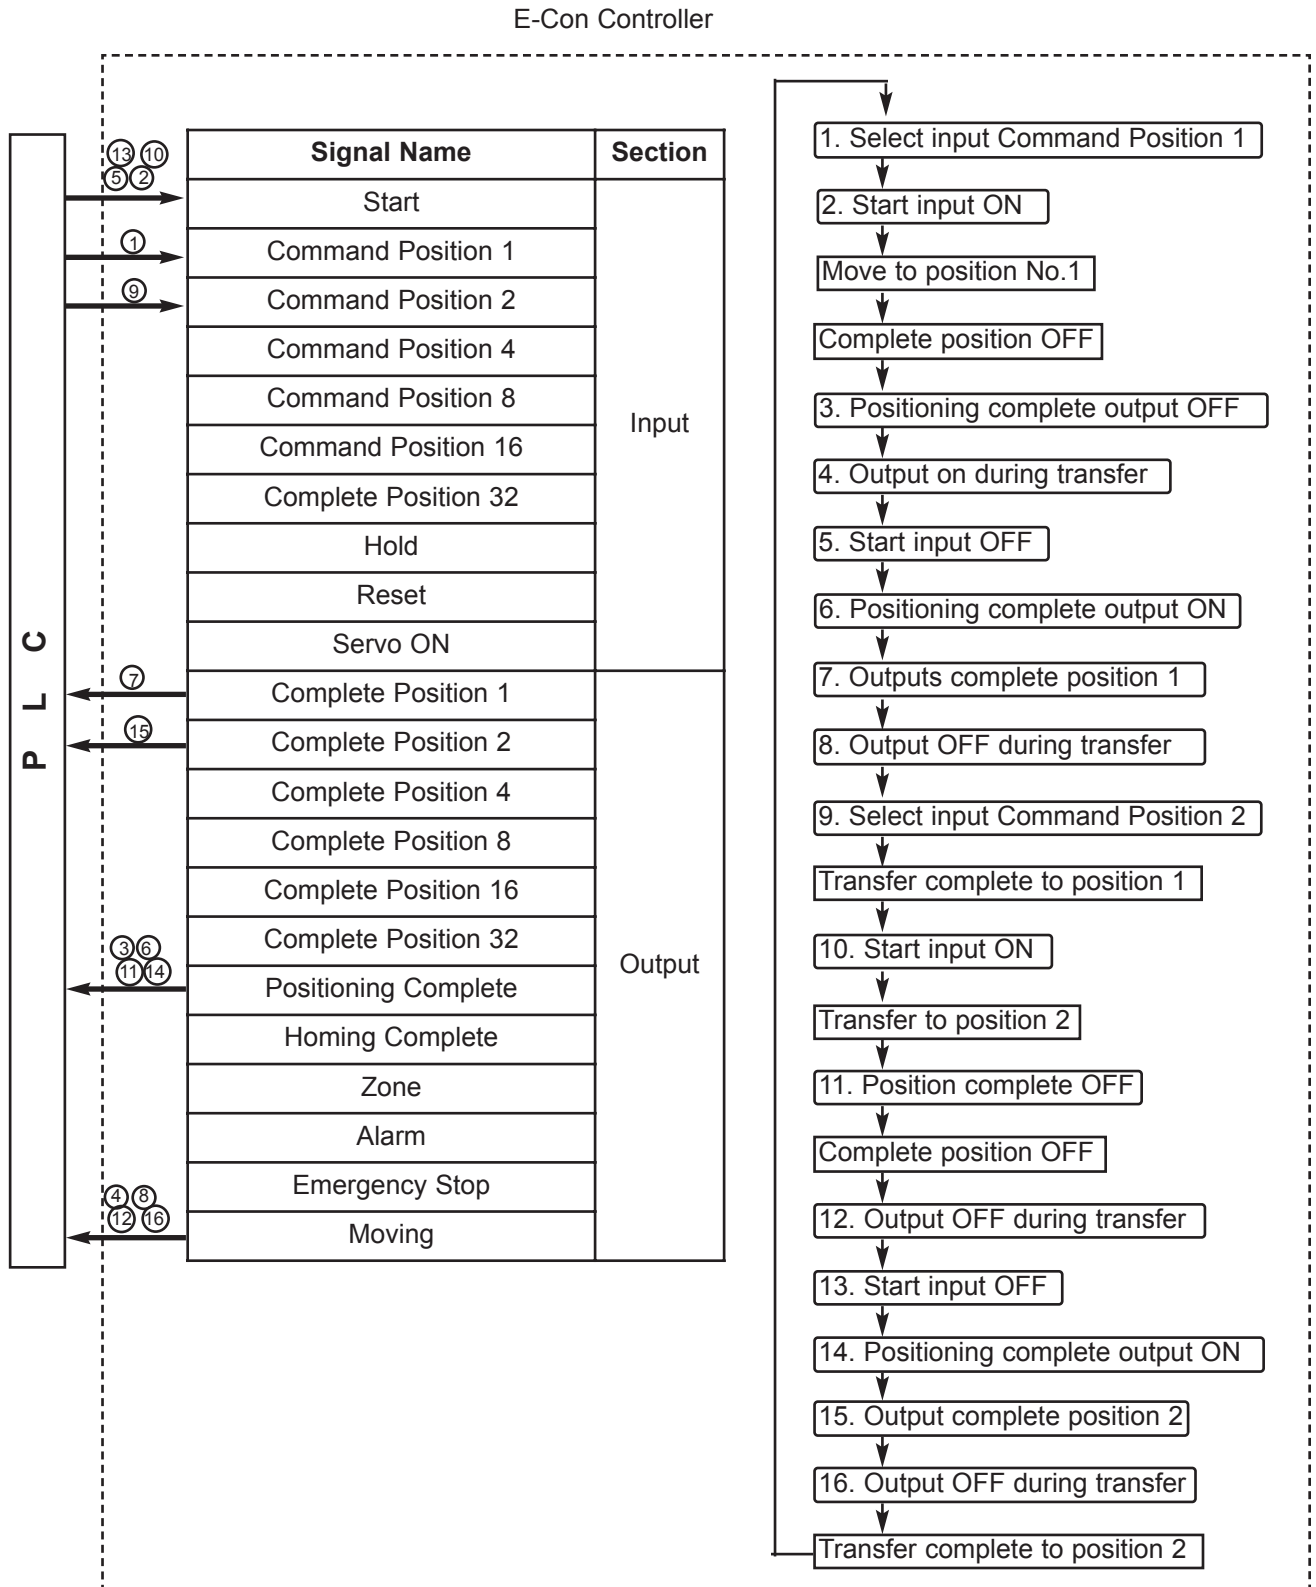 E-Con Controller
P L C
13 10
5 2
1
9
7
15
3 6
11 14
4 8
12 16
Signal Name Section
Start
Command Position 1
Command Position 2
Command Position 4
Command Position 8
Command Position 16
Complete Position 32
Hold
Reset
Servo ON
Input
Complete Position 1
Complete Position 2
Complete Position 4
Complete Position 8
Complete Position 16
Complete Position 32
Positioning Complete
Homing Complete
Zone
Alarm
Emergency Stop
Moving
Output
1. Select input Command Position 1
2. Start input ON
Move to position No.1
Complete position OFF
3. Positioning complete output OFF
4. Output on during transfer
5. Start input OFF
6. Positioning complete output ON
7. Outputs complete position 1
8. Output OFF during transfer
9. Select input Command Position 2
Transfer complete to position 1
10. Start input ON
Transfer to position 2
11. Position complete OFF
Complete position OFF
12. Output OFF during transfer
13. Start input OFF
14. Positioning complete output ON
15. Output complete position 2
16. Output OFF during transfer
Transfer complete to position 2